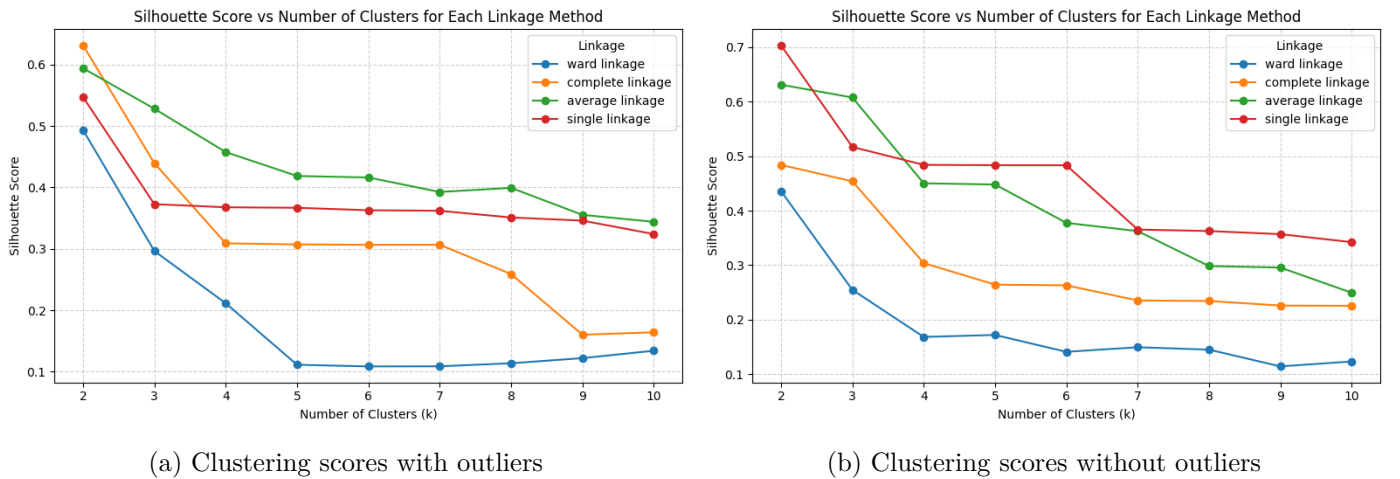 Silhouette Score vs Number of Clusters for Each Linkage Method
Silhouette Score
0.6
0.5
0.4
0.3
0.2
0.1
Linkage
ward linkage
complete linkage
average linkage
single linkage
2 3 4 5 6 7 8 9 10
Number of Clusters (k)
(a) Clustering scores with outliers
Silhouette Score vs Number of Clusters for Each Linkage Method
Silhouette Score
0.7
0.6
0.5
0.4
0.3
0.2
0.1
Linkage
ward linkage
complete linkage
average linkage
single linkage
2 3 4 5 6 7 8 9 10
Number of Clusters (k)
(b) Clustering scores without outliers